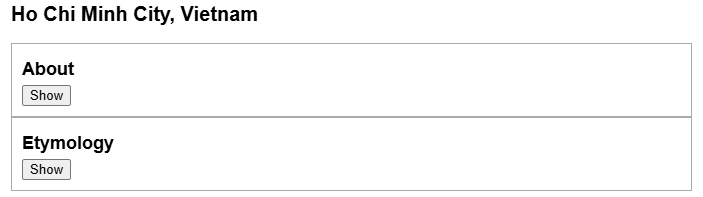 Ho Chi Minh City, Vietnam
About
Show
Etymology
Show